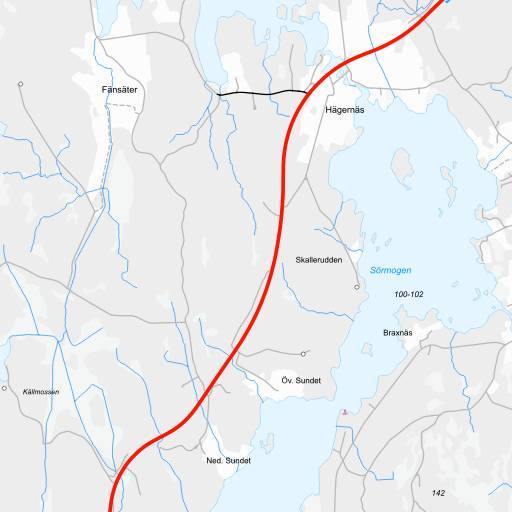 Fänsäter
Hägernäs
Skallerudden
Sörmogen
100-102
Braxnäs
Öv. Sundet
Källmossen
Ned. Sundet
142